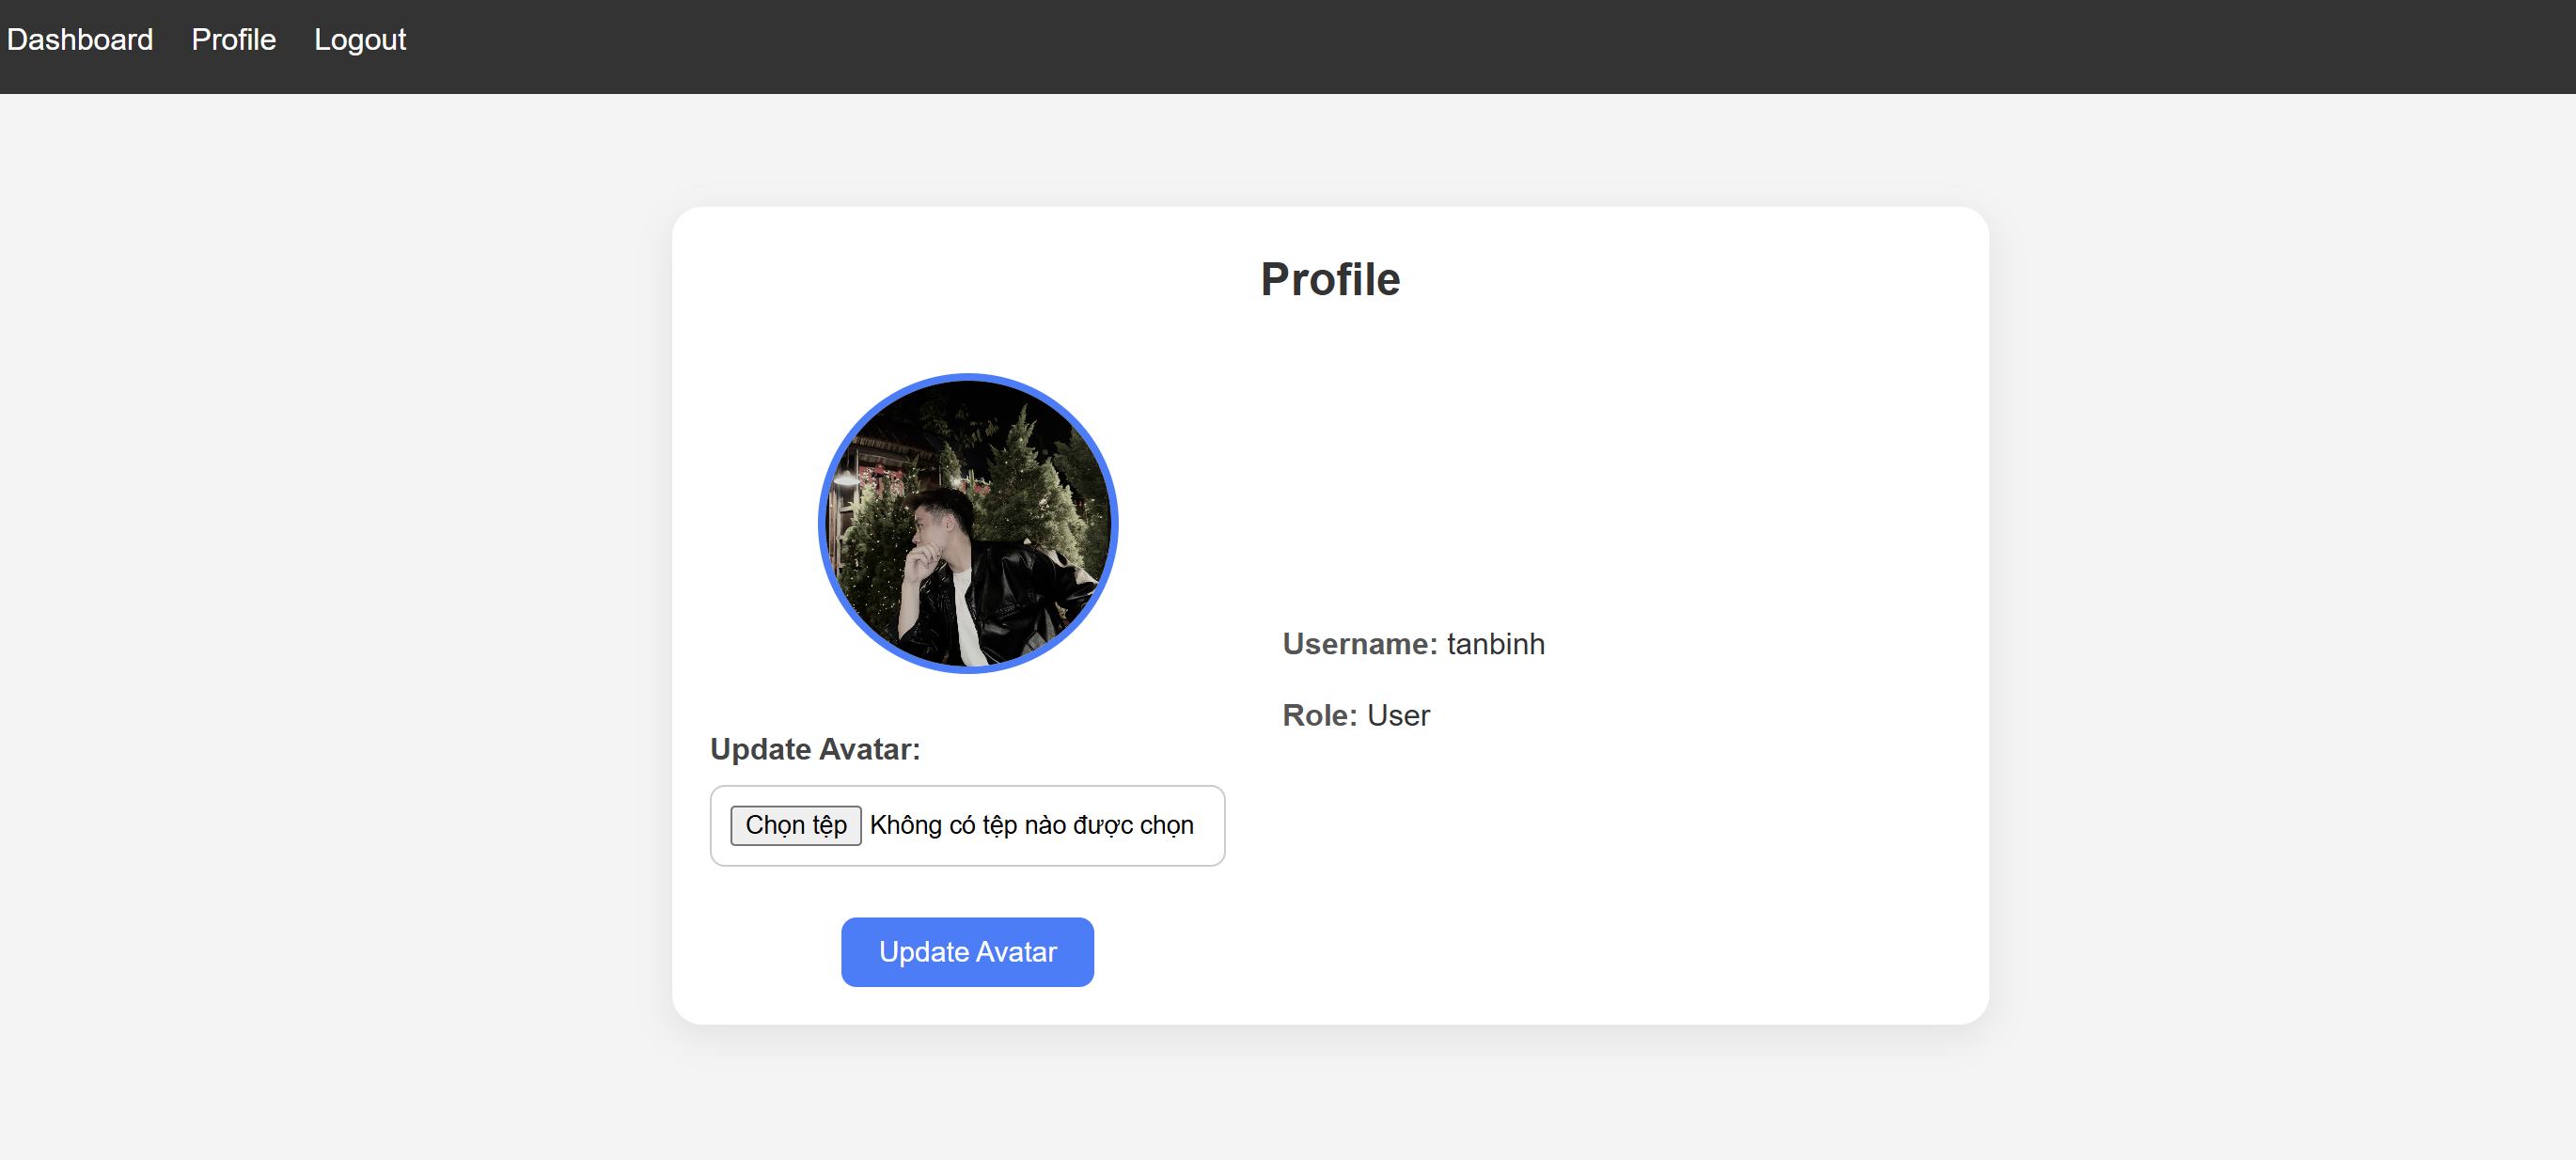 Dashboard Profile Logout
Profile
Username: tanbinh
Role: User
Update Avatar:
Chọn tệp Không có tệp nào được chọn
Update Avatar